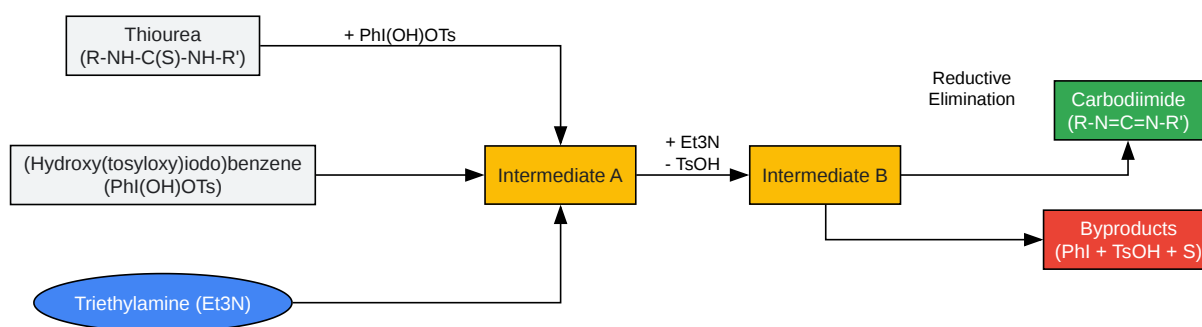 Thiourea
(R-NH-C(S)-NH-R')
+ PhI(OH)OTs
(Hydroxy(tosyloxy)iodo)benzene
(PhI(OH)OTs)
Triethylamine (Et3N)
Intermediate A
+ Et3N
- TsOH
Intermediate B
Reductive
Elimination
Carbodiimide
(R-N=C=N-R')
Byproducts
(PhI + TsOH + S)